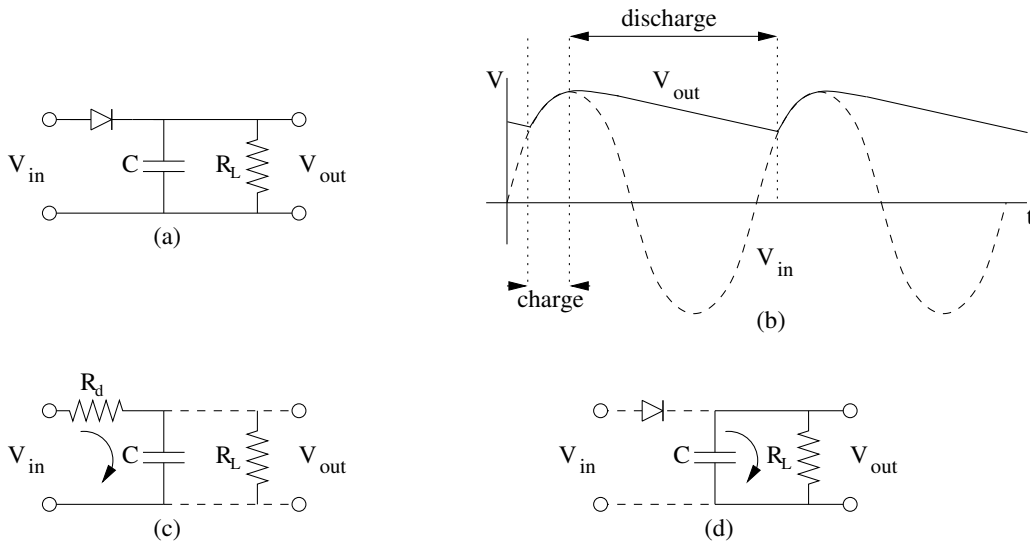 V_in
C
R_L
V_out
(a)
discharge
V
V_out
t
V_in
charge
(b)
R_d
V_in
C
R_L
V_out
(c)
V_in
C
R_L
V_out
(d)